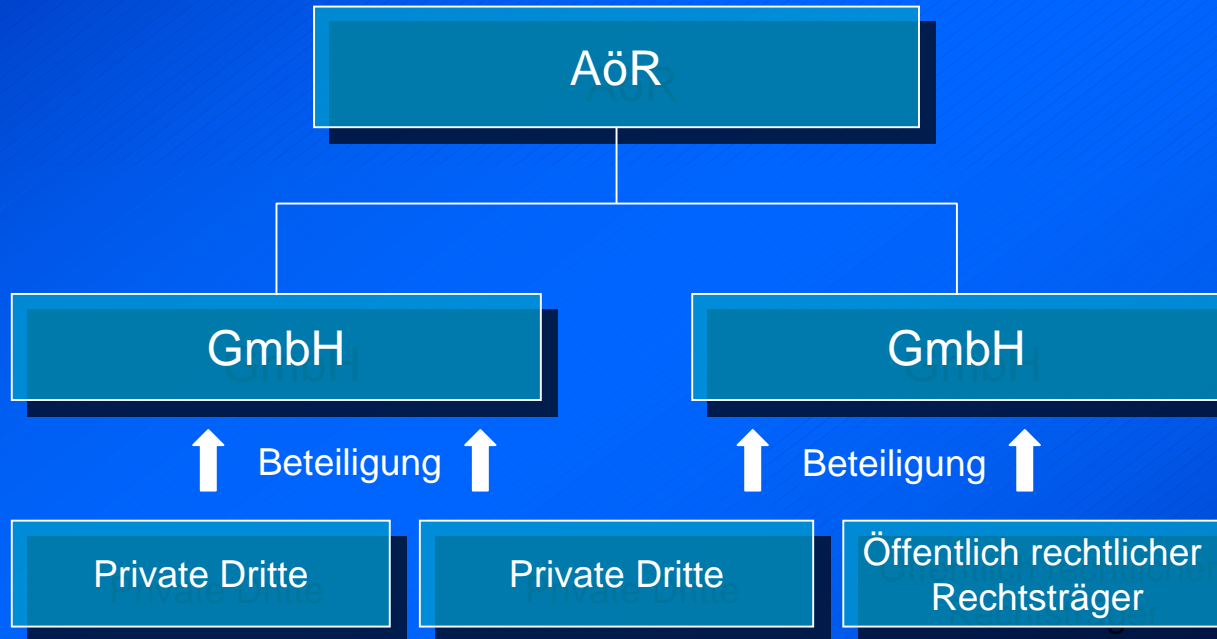 AöR
GmbH
GmbH
Beteiligung
Beteiligung
Private Dritte
Private Dritte
Öffentlich rechtlicher
Rechtsträger